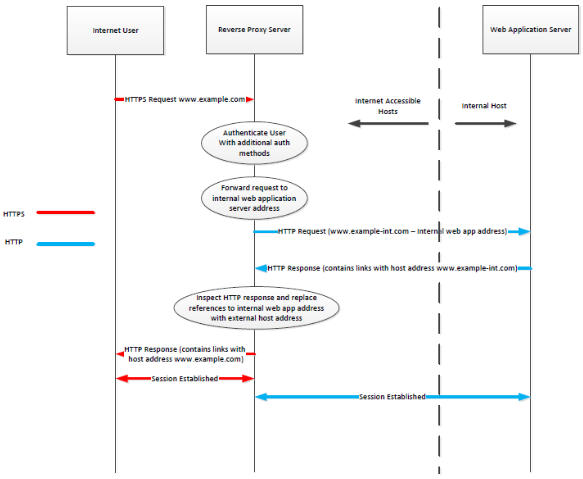 Internet User
Reverse Proxy Server
Web Application Server
HTTPS Request www.example.com
Internet Accessible
Hosts
Internal Host
Authenticate User
With additional auth
methods
Forward request to
internal web application
server address
HTTPS
HTTP
HTTP Request (www.example-int.com – Internal web app address)
HTTP Response (contains links with host address www.example-int.com)
Inspect HTTP response and replace
references to internal web app address
with external host address
HTTP Response (contains links with
host address www.example.com)
Session Established
Session Established